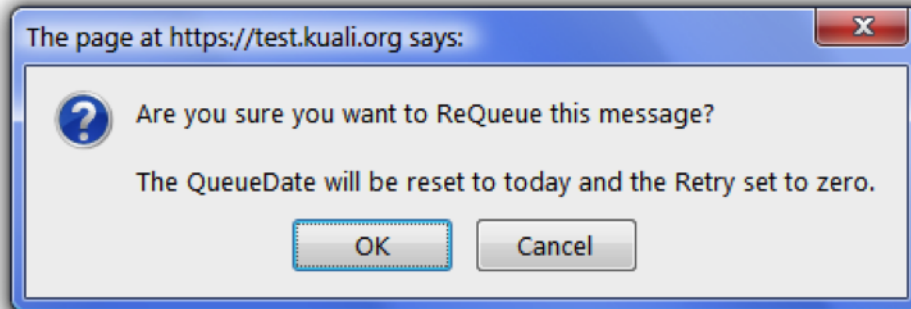 The page at https://test.kuali.org says:
Are you sure you want to ReQueue this message?
The QueueDate will be reset to today and the Retry set to zero.
OK
Cancel